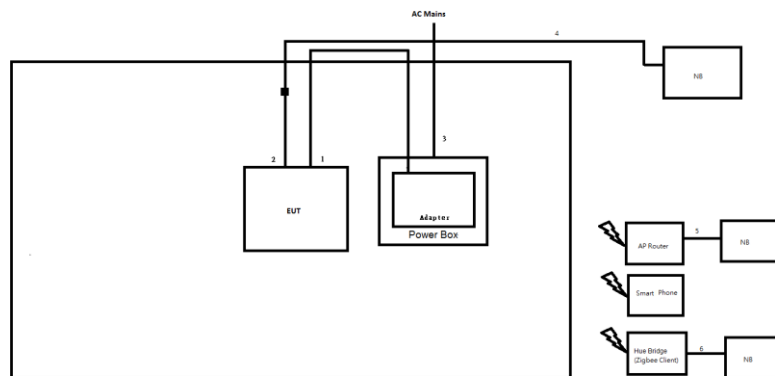 AC Mains
4
NB
3
2
1
EUT
Adapter
Power Box
5
AP Router
NB
Smart Phone
6
Hue Bridge
(Zigbee Client)
NB